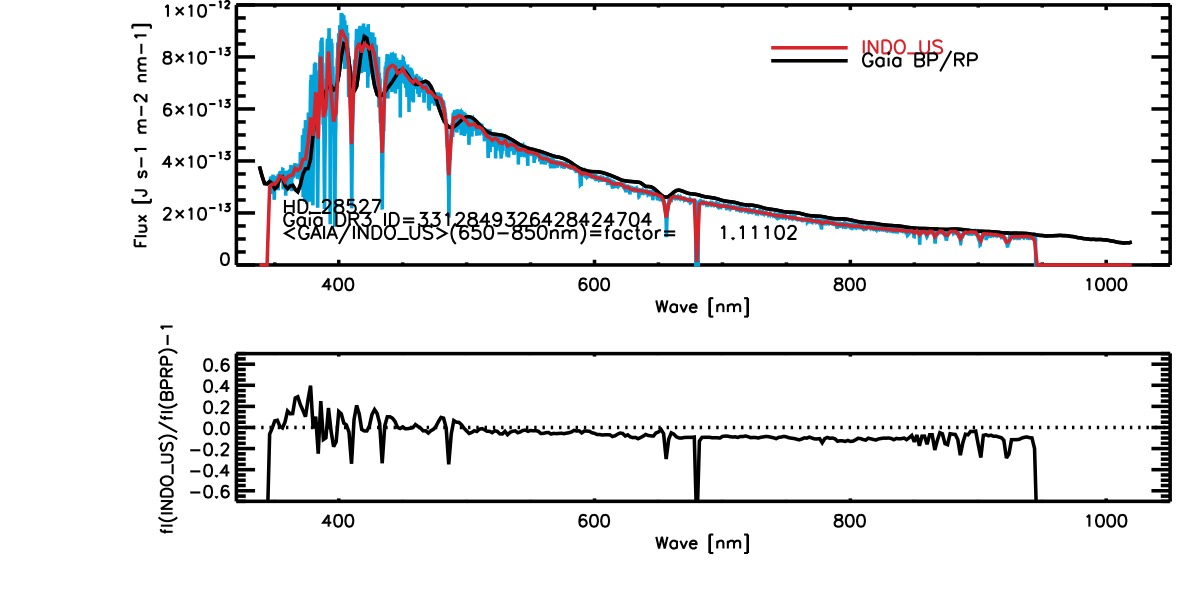 1×10⁻¹²
8×10⁻¹³
6×10⁻¹³
4×10⁻¹³
2×10⁻¹³
0
Flux [J s−1 m−2 nm−1]
INDO_US
Gaia BP/RP
HD_28527
Gaia DR3 ID=3312849326428424704
<GAIA/INDO_US>(650−850nm)=factor= 1.11102
400 600 800 1000
Wave [nm]
fl(INDO_US)/fl(BPRP)−1
0.6
0.4
0.2
0.0
−0.2
−0.4
−0.6
400 600 800 1000
Wave [nm]